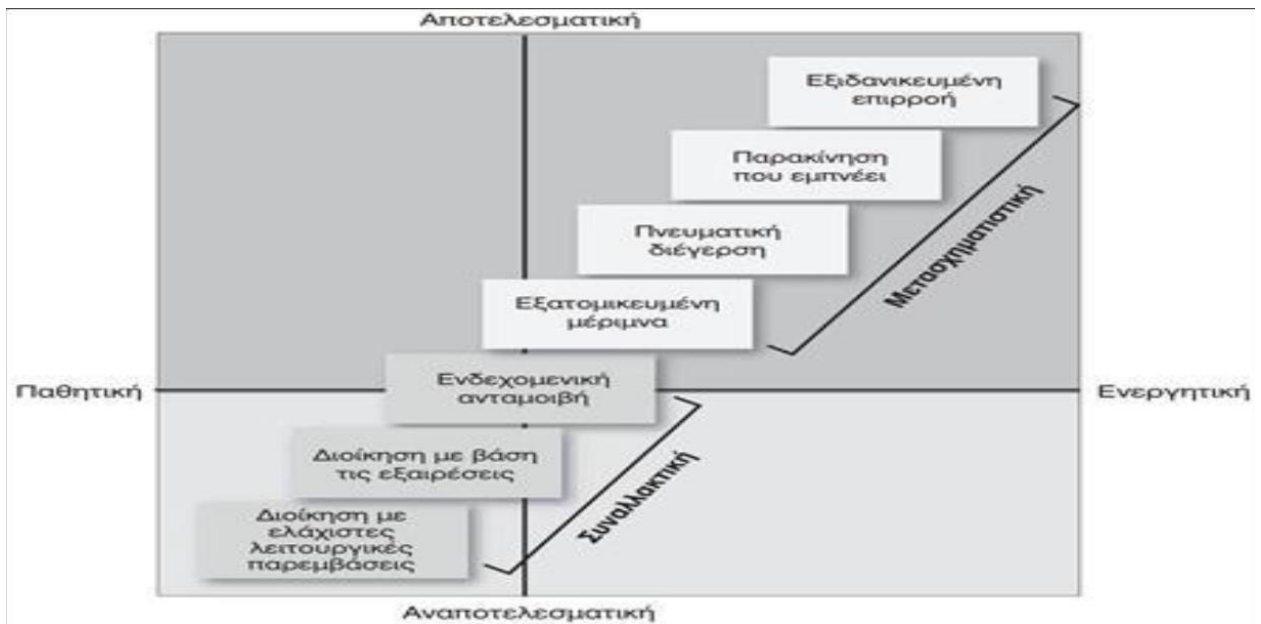 Αποτελεσματική
Εξιδανικευμένη
επιρροή
Παρακίνηση
που εμπνέει
Πνευματική
διέγερση
Εξατομικευμένη
μέριμνα
Μετασχηματιστική
Ενδεχομενική
ανταμοιβή
Παθητική
Ενεργητική
Διοίκηση με βάση
τις εξαιρέσεις
Συναλλακτική
Διοίκηση με
ελάχιστες
λειτουργικές
παρεμβάσεις
Αναποτελεσματική